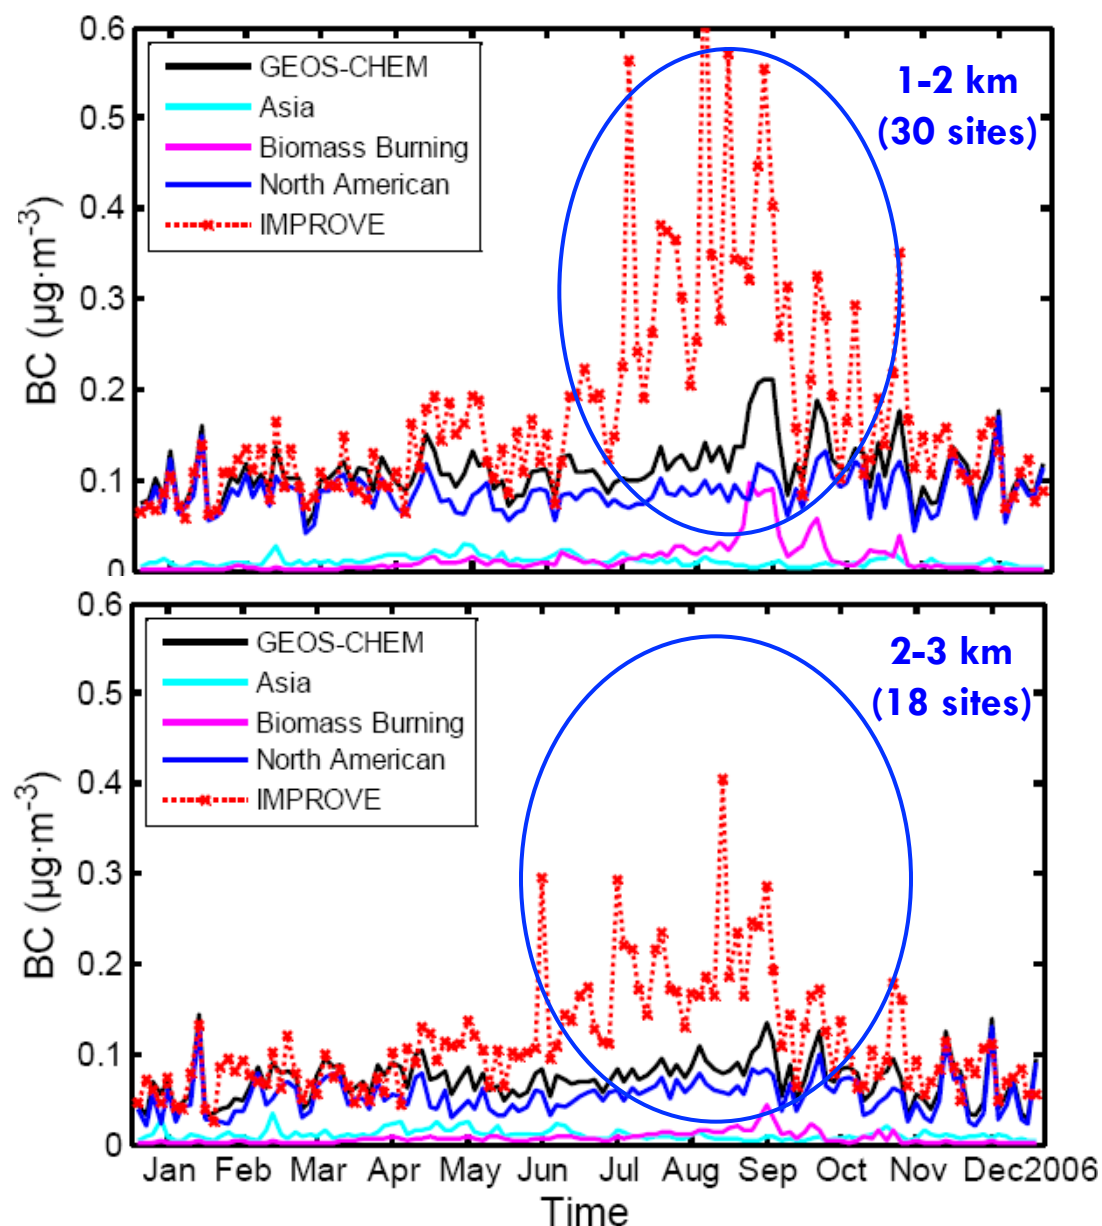 0.6
0.5
0.4
0.3
0.2
0.1
0
BC (µg·m⁻³)
GEOS-CHEM
Asia
Biomass Burning
North American
IMPROVE
1-2 km
(30 sites)
0.6
0.5
0.4
0.3
0.2
0.1
0
BC (µg·m⁻³)
GEOS-CHEM
Asia
Biomass Burning
North American
IMPROVE
2-3 km
(18 sites)
Jan Feb Mar Apr May Jun Jul Aug Sep Oct Nov Dec2006
Time